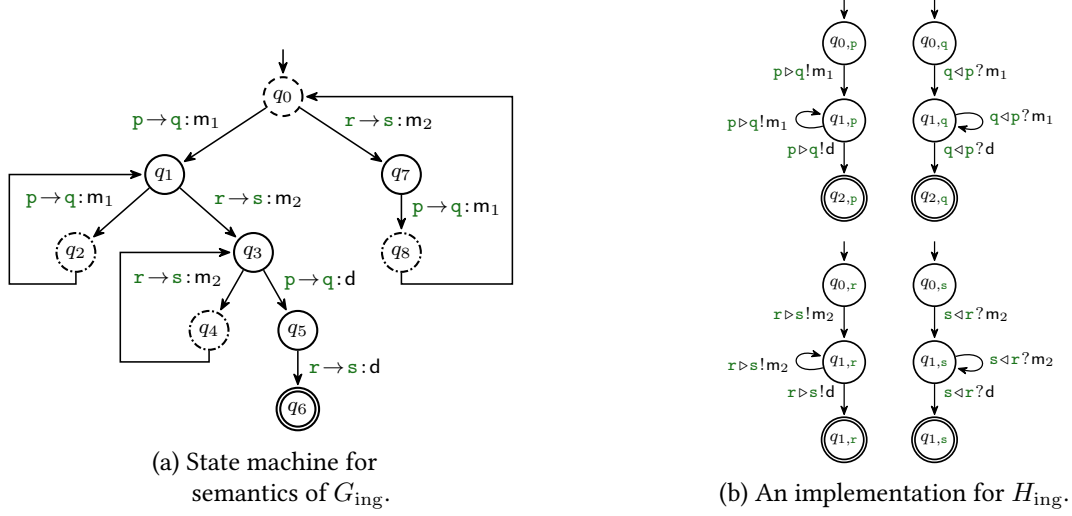 q₀
p→q:m₁
r→s:m₂
q₁
q₇
p→q:m₁
r→s:m₂
p→q:m₁
q₂
q₃
q₈
r→s:m₂
p→q:d
q₄
q₅
r→s:d
q₆
(a) State machine for
semantics of G_ing.
q₀,p
q₀,q
p▷q!m₁
q◁p?m₁
q₁,p
q₁,q
p▷q!m₁
q◁p?m₁
p▷q!d
q◁p?d
q₂,p
q₂,q
q₀,r
q₀,s
r▷s!m₂
s◁r?m₂
q₁,r
q₁,s
r▷s!m₂
s◁r?m₂
r▷s!d
s◁r?d
q₁,r
q₁,s
(b) An implementation for H_ing.